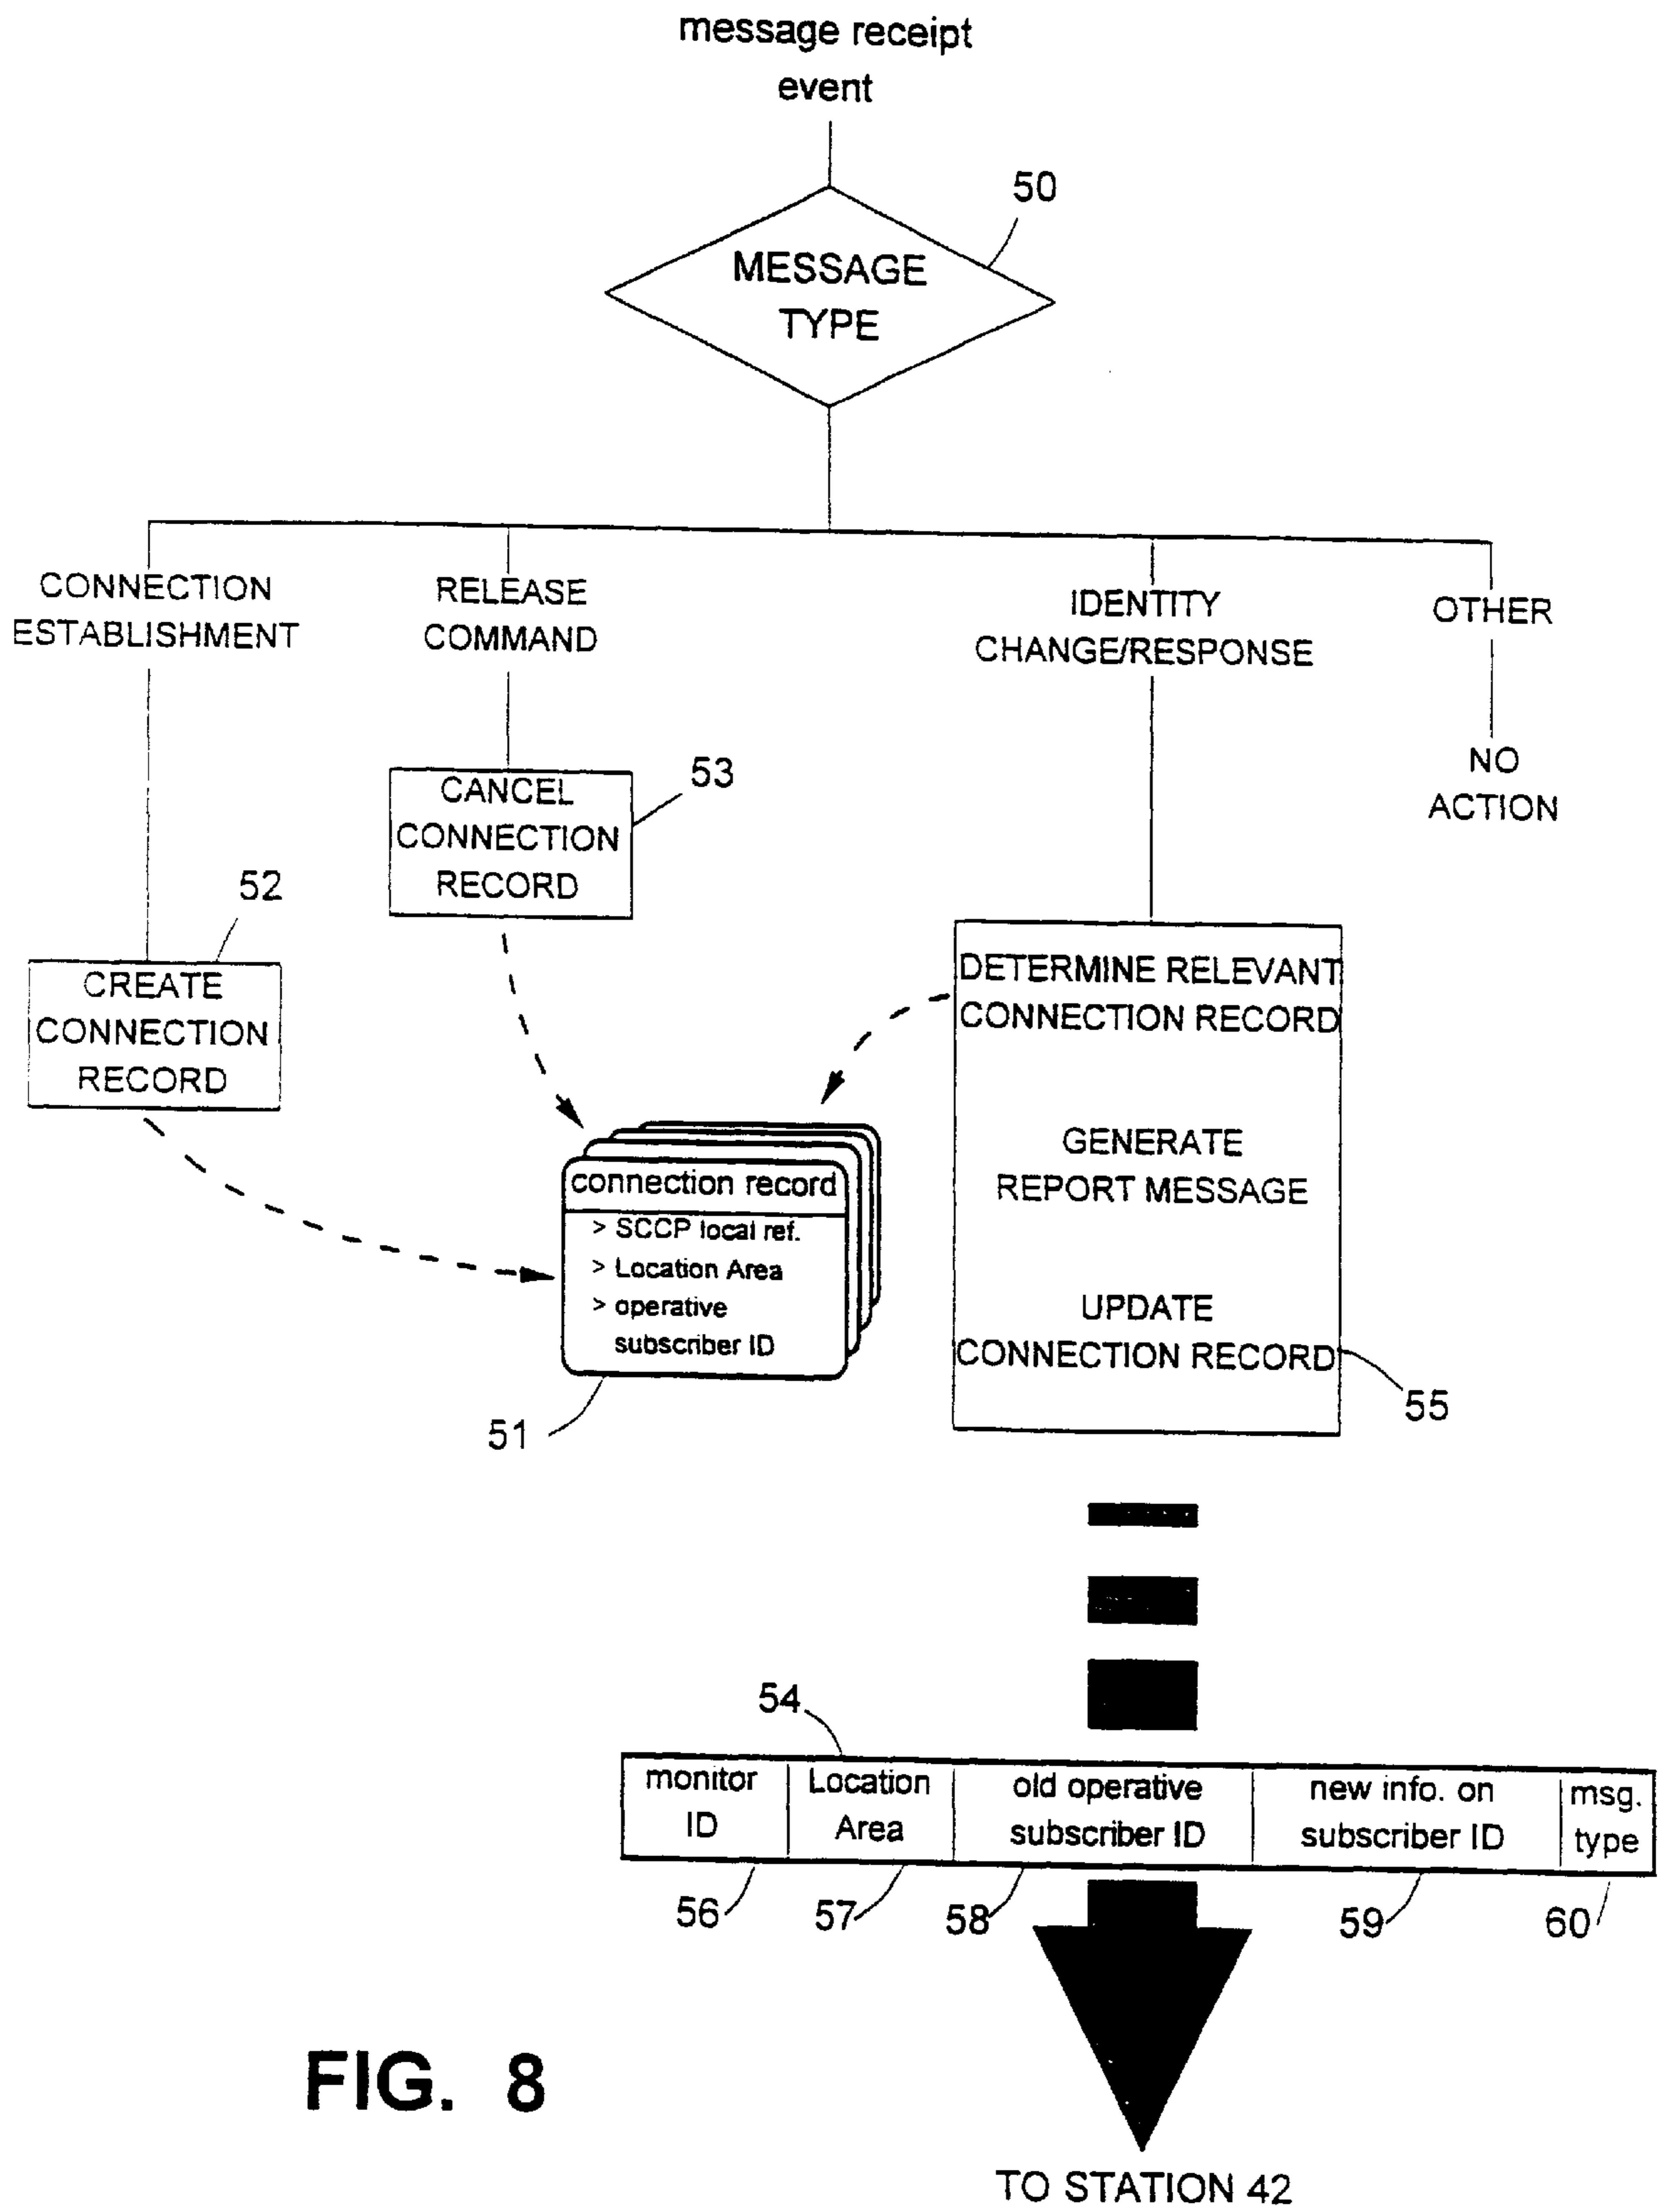 message receipt
event
50
MESSAGE
TYPE
CONNECTION
ESTABLISHMENT
RELEASE
COMMAND
IDENTITY
CHANGE/RESPONSE
OTHER
NO
ACTION
53
CANCEL
CONNECTION
RECORD
52
CREATE
CONNECTION
RECORD
DETERMINE RELEVANT
CONNECTION RECORD
GENERATE
REPORT MESSAGE
UPDATE
CONNECTION RECORD
55
connection record
> SCCP local ref.
> Location Area
> operative
subscriber ID
51
54
monitor
ID
Location
Area
old operative
subscriber ID
new info. on
subscriber ID
msg.
type
56
57
58
59
60
FIG. 8
TO STATION 42